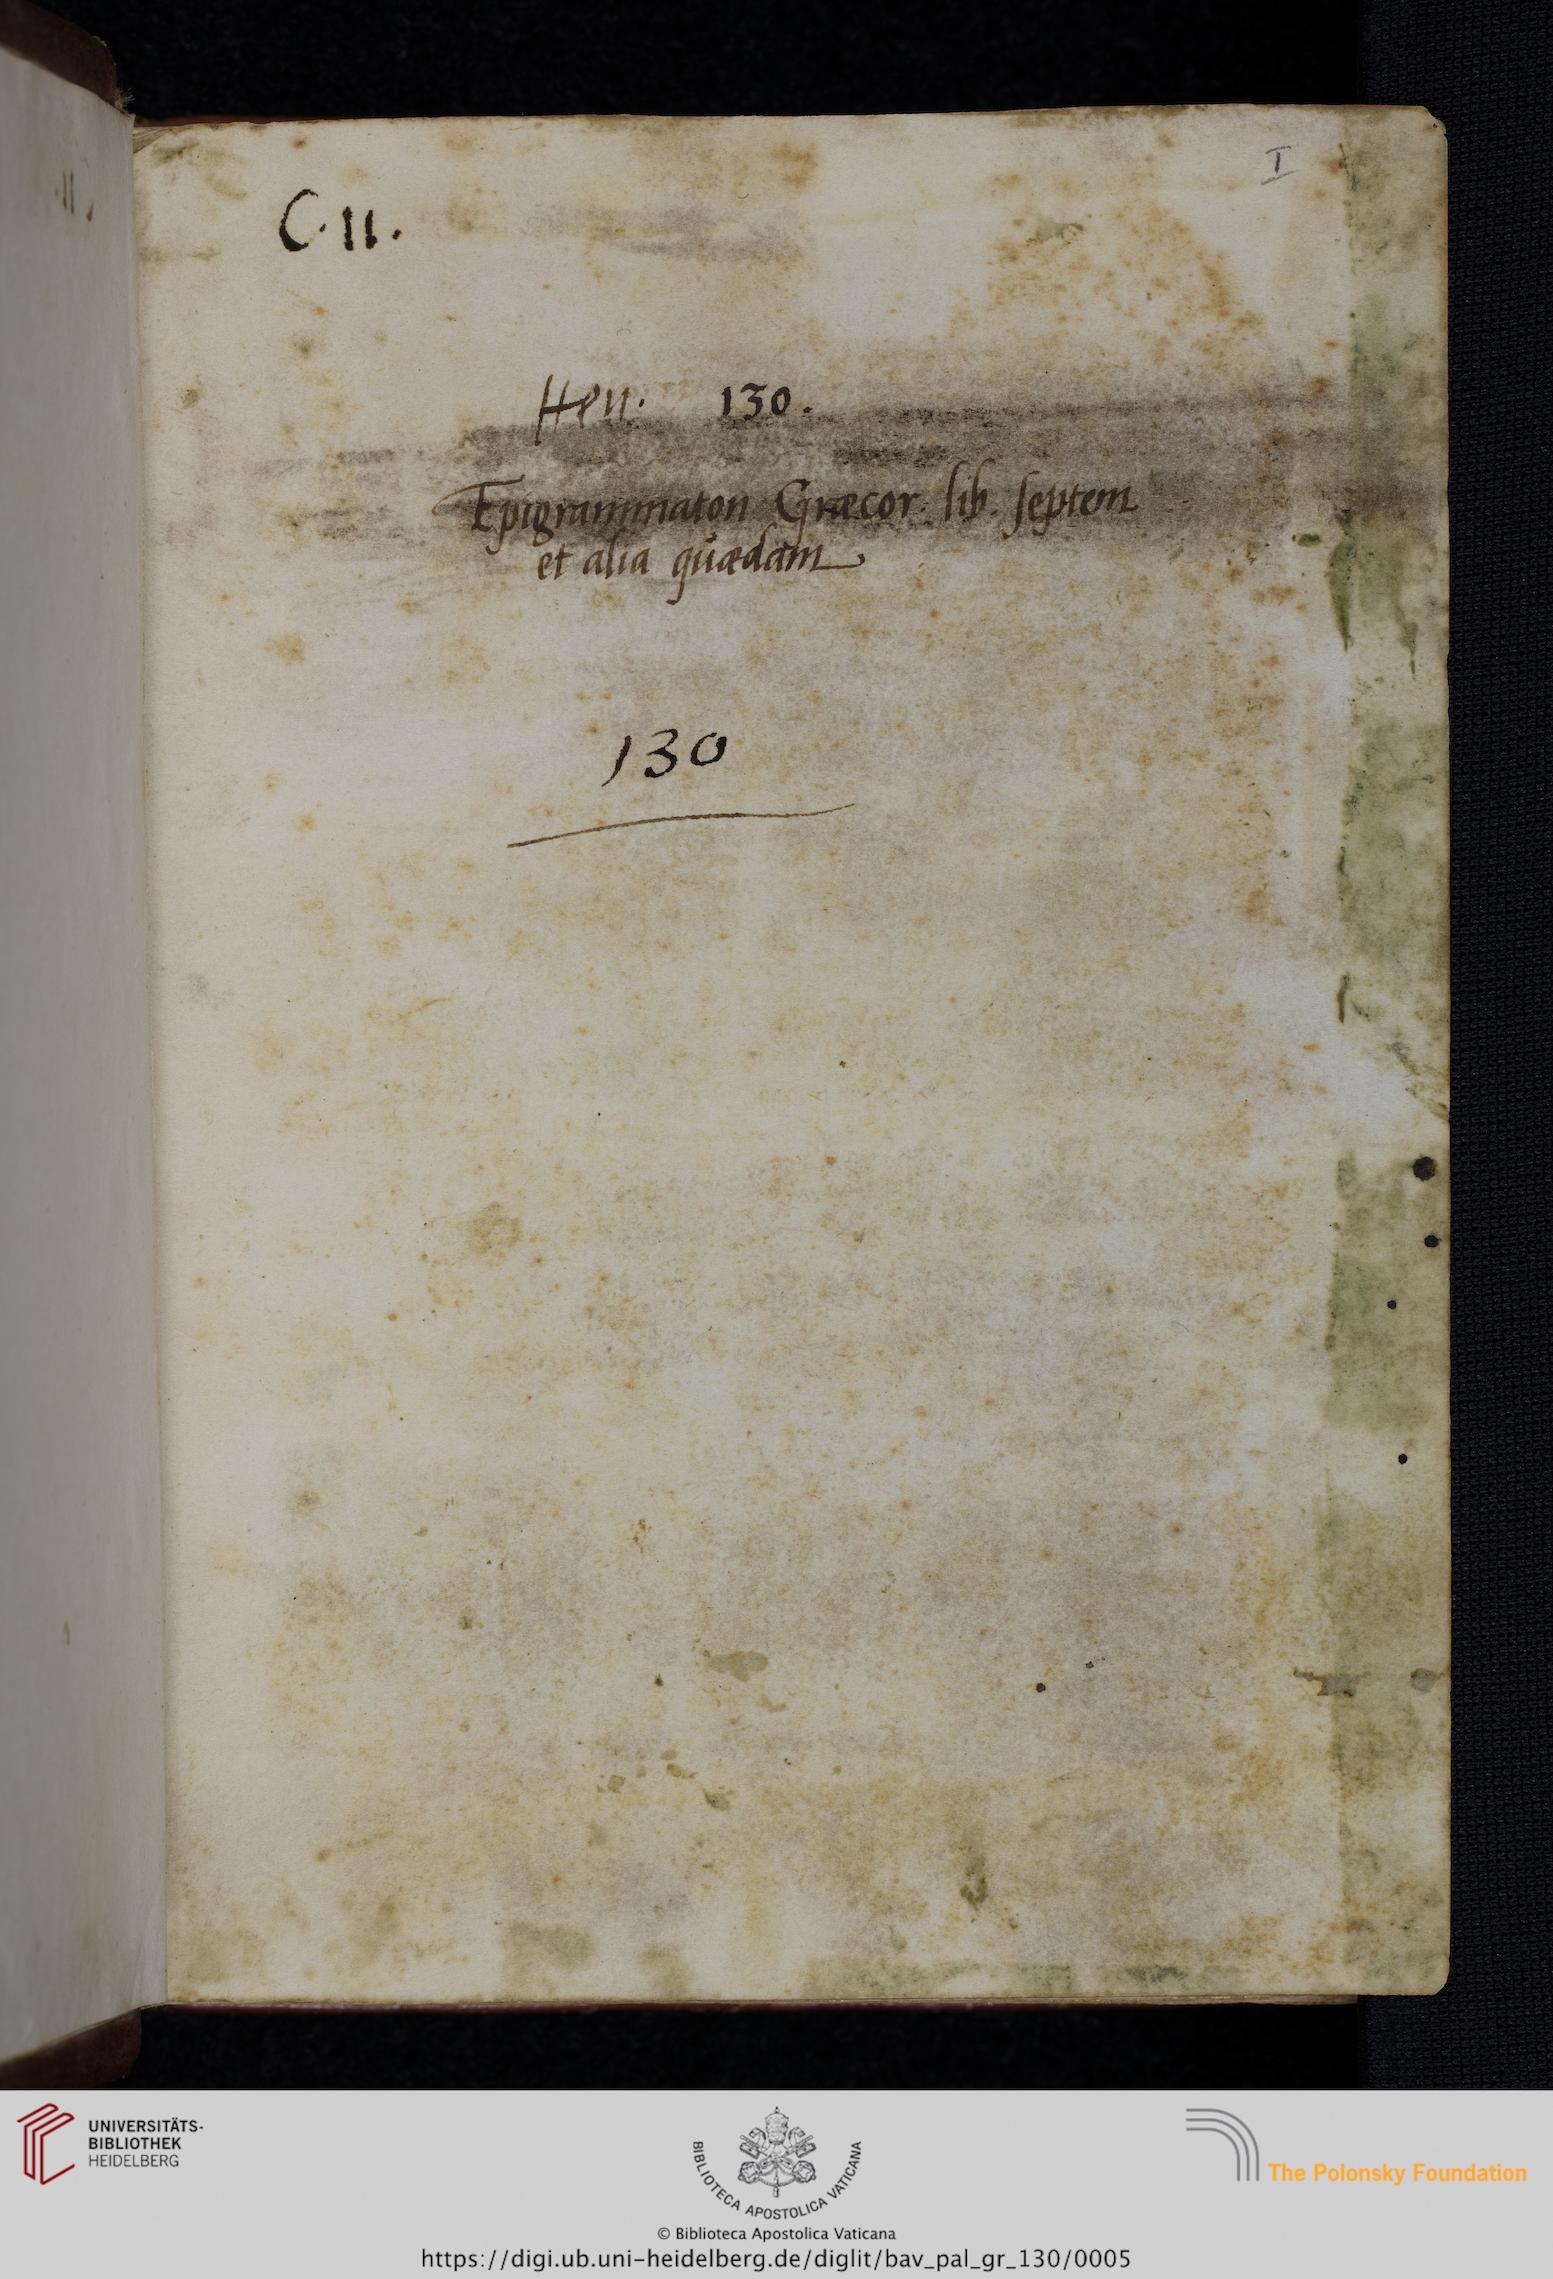 I
C·11.
Hen. 130.
Epigrammaton Græcor. lib. septem
et alia quædam
130
UNIVERSITÄTS-
BIBLIOTHEK
HEIDELBERG
BIBLIOTECA APOSTOLICA VATICANA
© Biblioteca Apostolica Vaticana
The Polonsky Foundation
https://digi.ub.uni-heidelberg.de/diglit/bav_pal_gr_130/0005